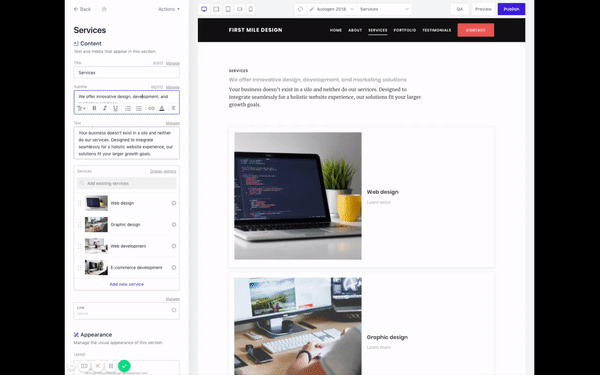 Back
Actions
Services
Content
Text and media that appear in this section.
Title
Manage
Services
Subtitle
Manage
We offer innovative design, development, and
Text
Manage
Your business doesn't exist in a silo and neither
do our services. Designed to integrate
seamlessly for a holistic website experience, our
solutions fit your larger growth goals.
Services
Display options
Add existing services
Web design
Graphic design
Web development
E-commerce development
Add new service
Manage
Link
None
Appearance
Manage the visual appearance of this section.
Layout
Autogen 2018
Services
QA
Preview
Publish
FIRST MILE DESIGN
HOME
ABOUT
SERVICES
PORTFOLIO
TESTIMONIALS
CONTACT
SERVICES
We offer innovative design, development, and marketing solutions
Your business doesn't exist in a silo and neither do our services. Designed to
integrate seamlessly for a holistic website experience, our solutions fit your larger
growth goals.
Web design
Learn more
Graphic design
Learn more